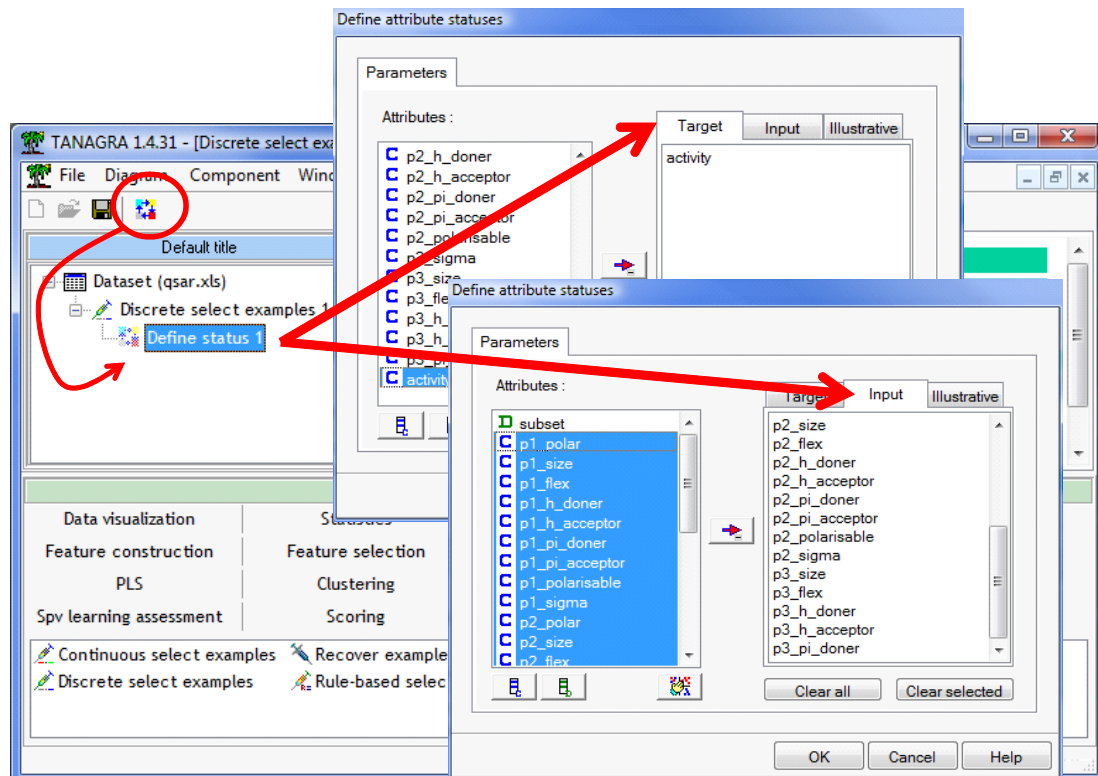 Define attribute statuses
Parameters
Attributes :
p2_h_doner
p2_h_acceptor
p2_pi_doner
p2_pi_acceptor
p2_polarisable
p2_sigma
p3_size
activity
Target Input Illustrative
activity
TANAGRA 1.4.31 - [Discrete select exa
File Diagram Component Wind
Default title
Dataset (qsar.xls)
Discrete select examples 1
Define status 1
Data visualization Statistics
Feature construction Feature selection
PLS Clustering
Spv learning assessment Scoring
Continuous select examples Recover example
Discrete select examples Rule-based selec
Define attribute statuses
Parameters
Attributes :
subset
p1_polar
p1_size
p1_flex
p1_h_doner
p1_h_acceptor
p1_pi_doner
p1_pi_acceptor
p1_polarisable
p1_sigma
p2_polar
p2_size
p2_flex
Target Input Illustrative
p2_size
p2_flex
p2_h_doner
p2_h_acceptor
p2_pi_doner
p2_pi_acceptor
p2_polarisable
p2_sigma
p3_size
p3_flex
p3_h_doner
p3_h_acceptor
p3_pi_doner
Clear all Clear selected
OK Cancel Help